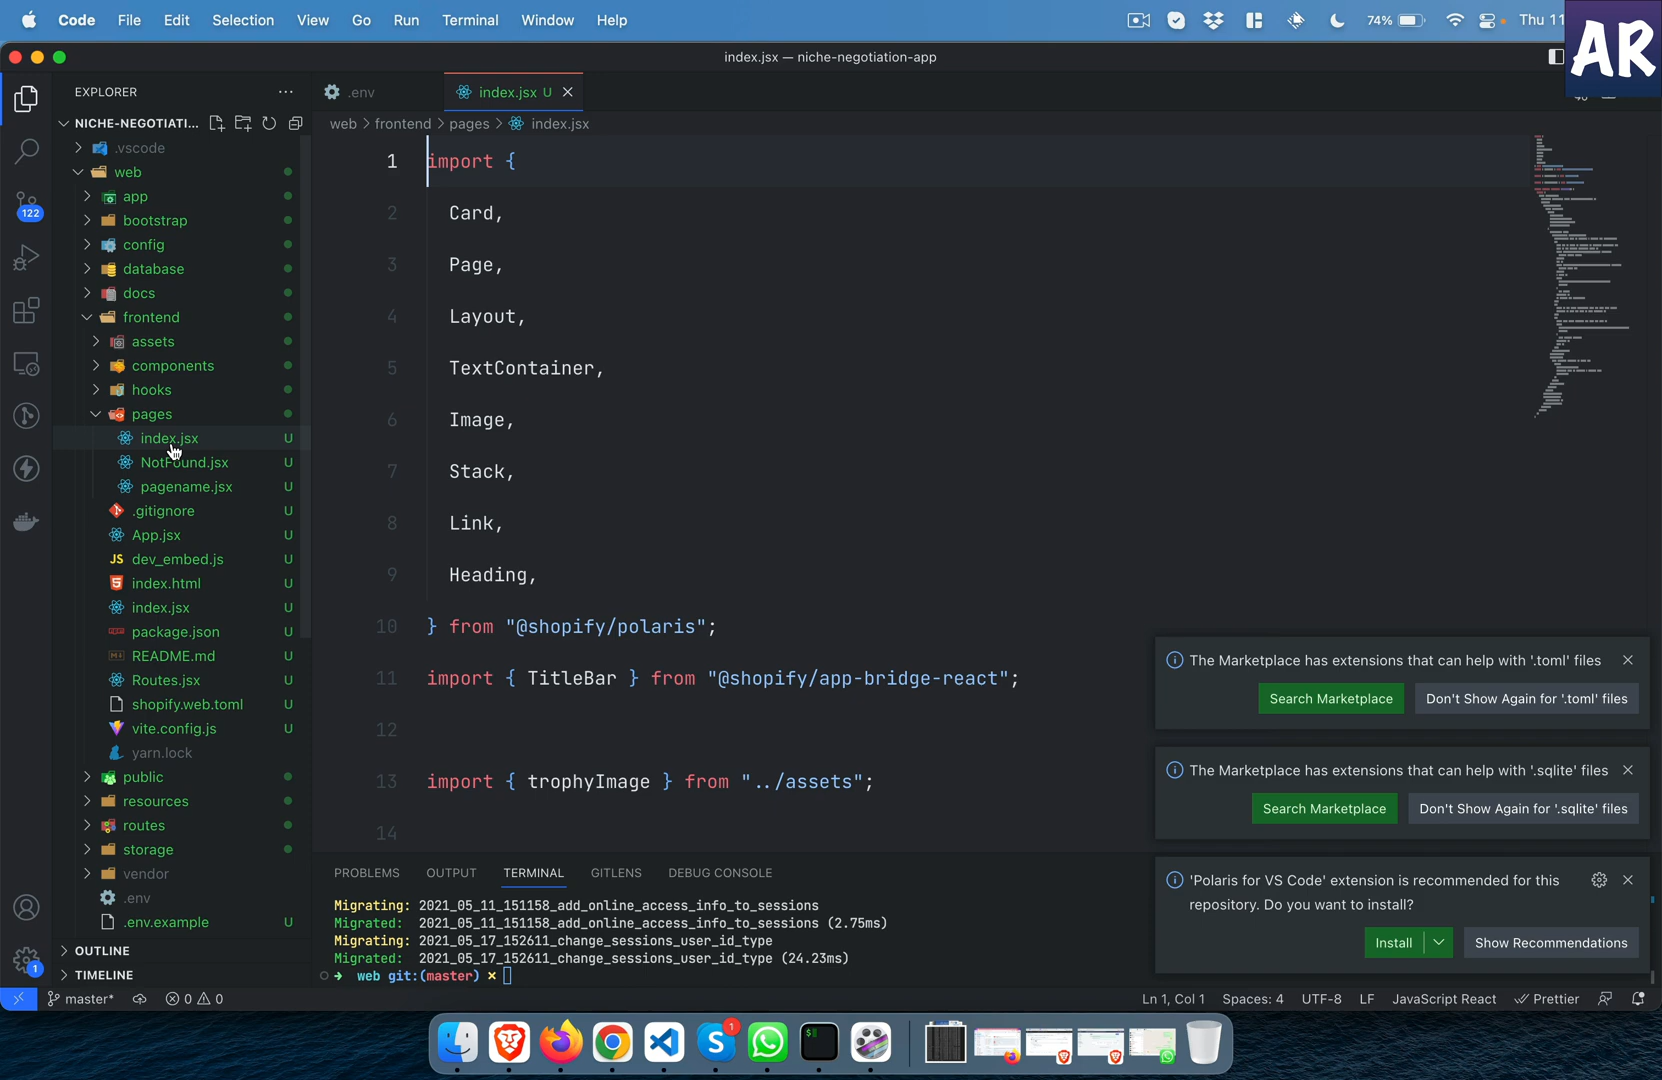 Code File Edit Selection View Go Run Terminal Window Help 74% Thu 11
AR
index.jsx — niche-negotiation-app
EXPLORER
.env
index.jsx U
NICHE-NEGOTIATI...
web > frontend > pages > index.jsx
.vscode
web
app
bootstrap
config
database
docs
frontend
assets
components
hooks
pages
index.jsx U
NotFound.jsx U
pagename.jsx U
.gitignore U
App.jsx U
JS dev_embed.js U
index.html U
index.jsx U
package.json U
README.md U
Routes.jsx U
shopify.web.toml U
vite.config.js U
yarn.lock
public
resources
routes
storage
vendor
.env
.env.example U
OUTLINE
TIMELINE
122
1
1 import {
2 Card,
3 Page,
4 Layout,
5 TextContainer,
6 Image,
7 Stack,
8 Link,
9 Heading,
10 } from "@shopify/polaris";
11 import { TitleBar } from "@shopify/app-bridge-react";
12
13 import { trophyImage } from "../assets";
14
The Marketplace has extensions that can help with '.toml' files
Search Marketplace Don't Show Again for '.toml' files
The Marketplace has extensions that can help with '.sqlite' files
Search Marketplace Don't Show Again for '.sqlite' files
'Polaris for VS Code' extension is recommended for this
repository. Do you want to install?
Install Show Recommendations
PROBLEMS OUTPUT TERMINAL GITLENS DEBUG CONSOLE
Migrating: 2021_05_11_151158_add_online_access_info_to_sessions
Migrated: 2021_05_11_151158_add_online_access_info_to_sessions (2.75ms)
Migrating: 2021_05_17_152611_change_sessions_user_id_type
Migrated: 2021_05_17_152611_change_sessions_user_id_type (24.23ms)
→ web git:(master) ×
master* 0 0 Ln 1, Col 1 Spaces: 4 UTF-8 LF JavaScript React Prettier
1